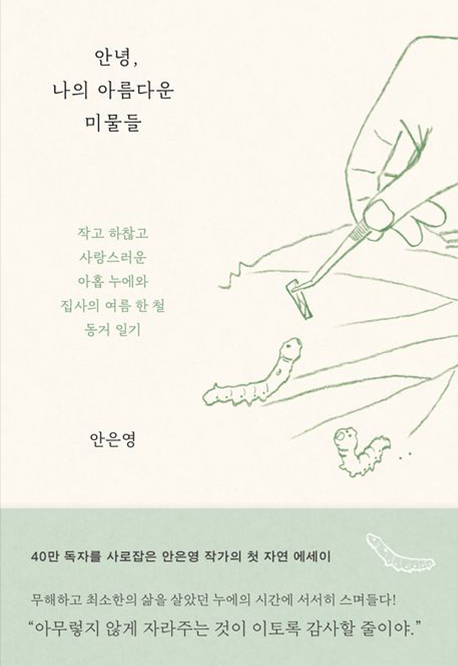 안녕,
나의 아름다운
미물들
작고 하찮고
사랑스러운
아홉 누에와
집사의 여름 한 철
동거 일기
안은영
40만 독자를 사로잡은 안은영 작가의 첫 자연 에세이
무해하고 최소한의 삶을 살았던 누에의 시간에 서서히 스며들다!
“아무렇지 않게 자라주는 것이 이토록 감사할 줄이야.”